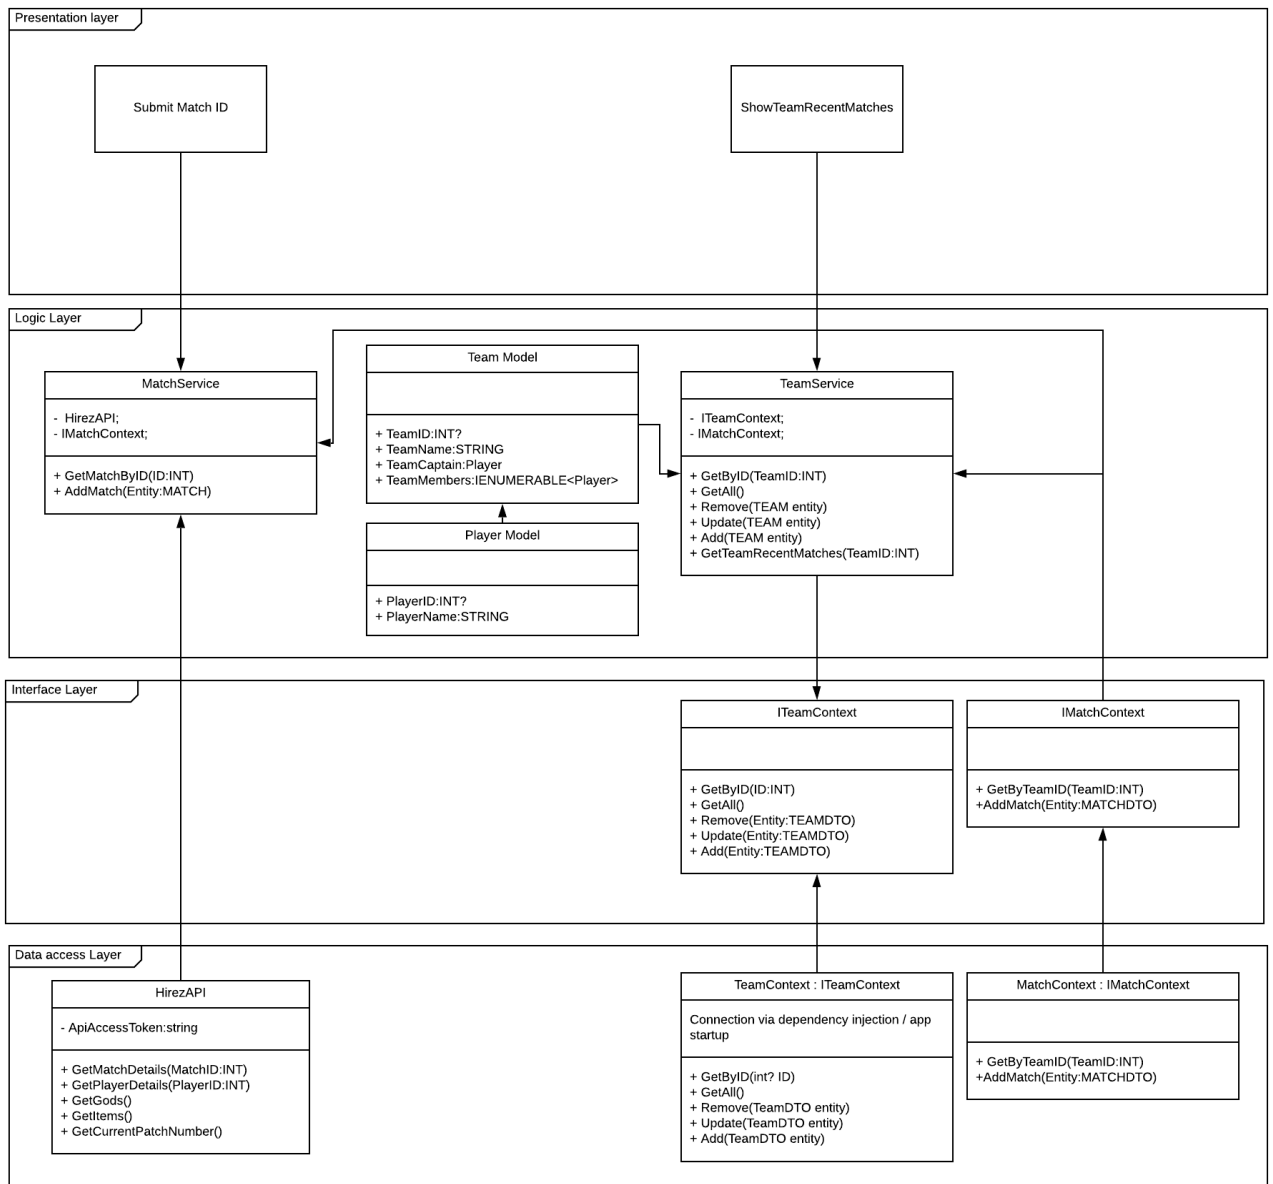 Presentation layer
Submit Match ID
ShowTeamRecentMatches
Logic Layer
MatchService
-  HirezAPI;
- IMatchContext;
+ GetMatchByID(ID:INT)
+ AddMatch(Entity:MATCH)
Team Model
+ TeamID:INT?
+ TeamName:STRING
+ TeamCaptain:Player
+ TeamMembers:IENUMERABLE<Player>
Player Model
+ PlayerID:INT?
+ PlayerName:STRING
TeamService
-  ITeamContext;
- IMatchContext;
+ GetByID(TeamID:INT)
+ GetAll()
+ Remove(TEAM entity)
+ Update(TEAM entity)
+ Add(TEAM entity)
+ GetTeamRecentMatches(TeamID:INT)
Interface Layer
ITeamContext
+ GetByID(ID:INT)
+ GetAll()
+ Remove(Entity:TEAMDTO)
+ Update(Entity:TEAMDTO)
+ Add(Entity:TEAMDTO)
IMatchContext
+ GetByTeamID(TeamID:INT)
+AddMatch(Entity:MATCHDTO)
Data access Layer
HirezAPI
- ApiAccessToken:string
+ GetMatchDetails(MatchID:INT)
+ GetPlayerDetails(PlayerID:INT)
+ GetGods()
+ GetItems()
+ GetCurrentPatchNumber()
TeamContext : ITeamContext
Connection via dependency injection / app
startup
+ GetByID(int? ID)
+ GetAll()
+ Remove(TeamDTO entity)
+ Update(TeamDTO entity)
+ Add(TeamDTO entity)
MatchContext : IMatchContext
+ GetByTeamID(TeamID:INT)
+AddMatch(Entity:MATCHDTO)